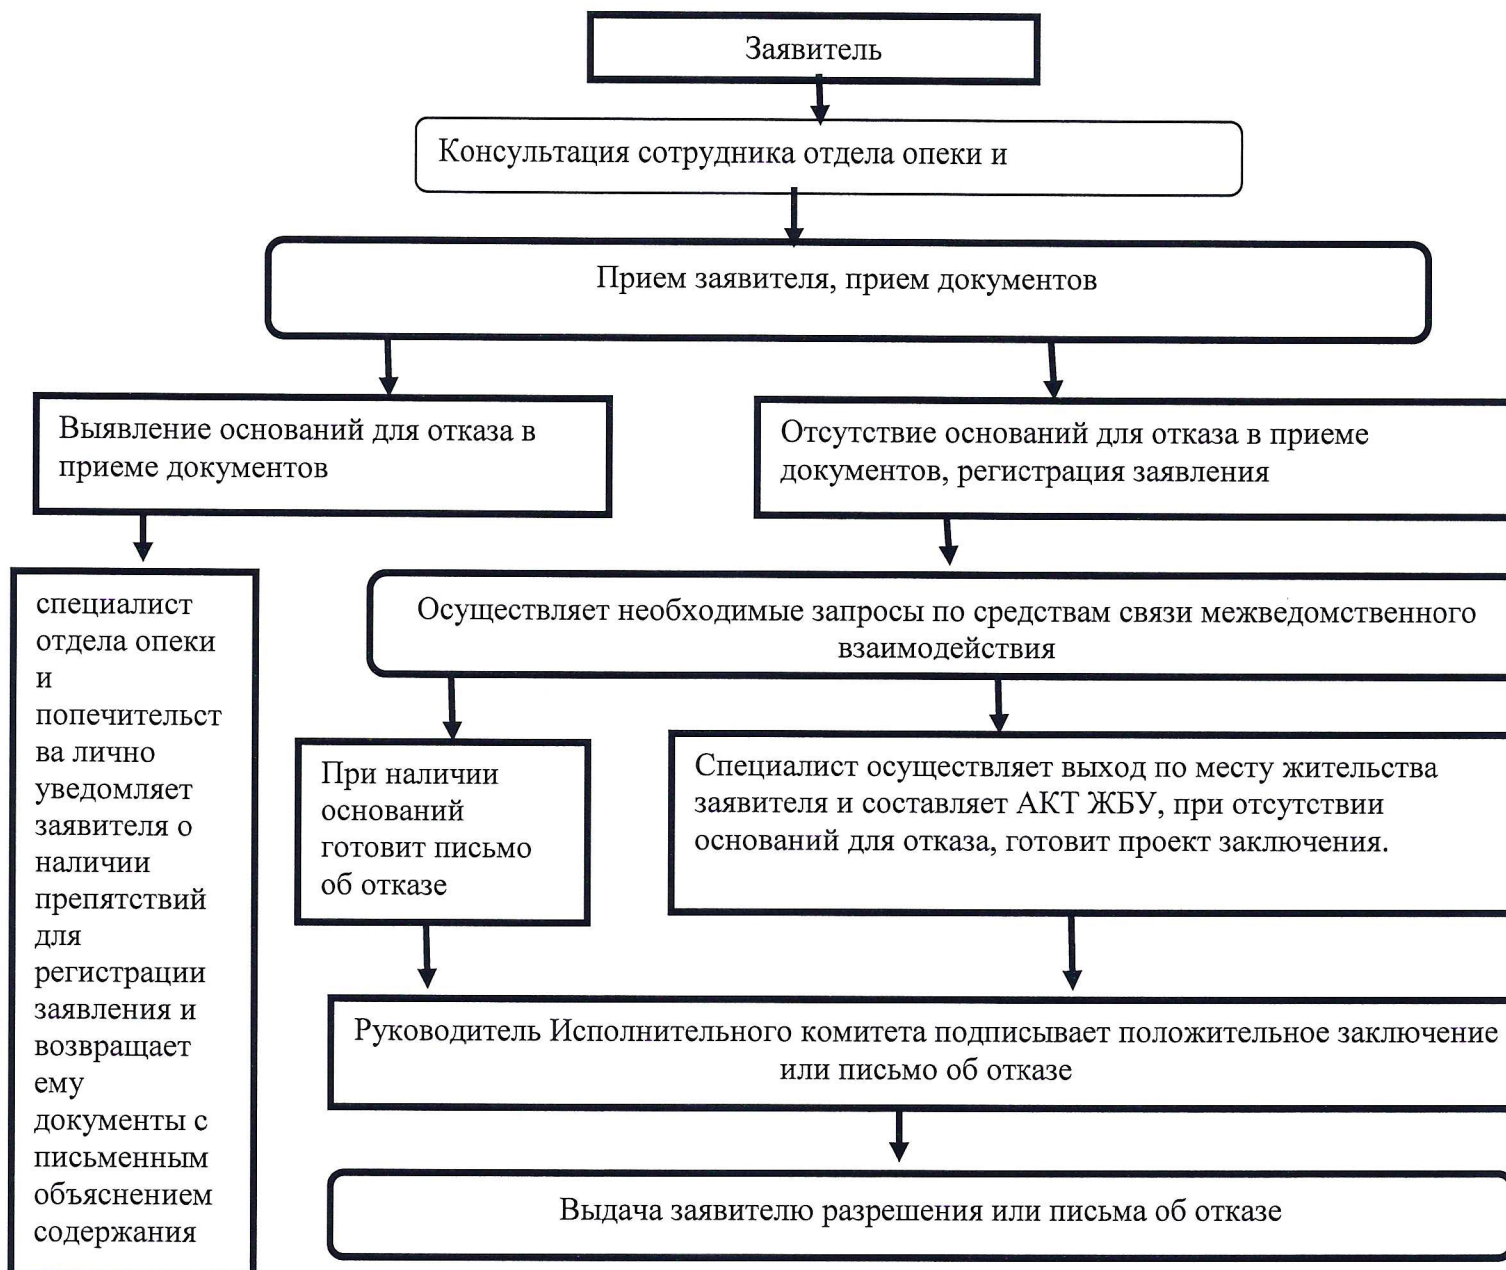 Заявитель
Консультация сотрудника отдела опеки и
Прием заявителя, прием документов
Выявление оснований для отказа в
приеме документов
Отсутствие оснований для отказа в приеме
документов, регистрация заявления
специалист
отдела опеки
и
попечительст
ва лично
уведомляет
заявителя о
наличии
препятствий
для
регистрации
заявления и
возвращает
ему
документы с
письменным
объяснением
содержания
Осуществляет необходимые запросы по средствам связи межведомственного
взаимодействия
При наличии
оснований
готовит письмо
об отказе
Специалист осуществляет выход по месту жительства
заявителя и составляет АКТ ЖБУ, при отсутствии
оснований для отказа, готовит проект заключения.
Руководитель Исполнительного комитета подписывает положительное заключение
или письмо об отказе
Выдача заявителю разрешения или письма об отказе